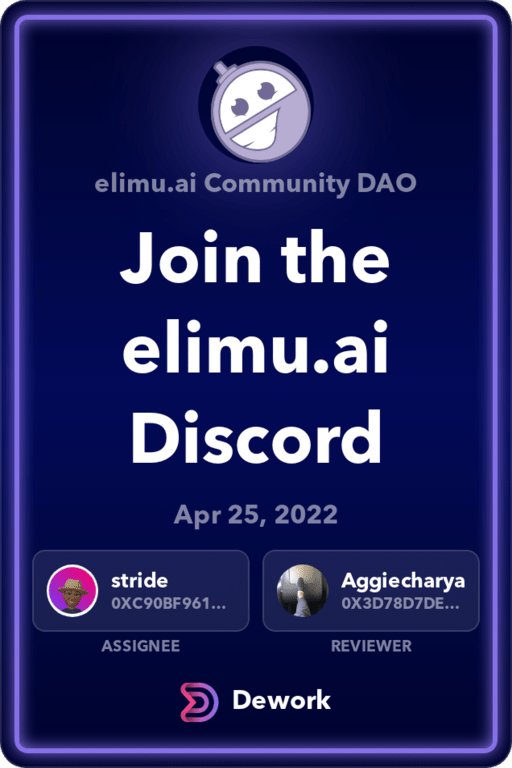 elimu.ai Community DAO
Join the
elimu.ai
Discord
Apr 25, 2022
stride
0XC90BF961...
ASSIGNEE
Aggiecharya
0X3D78D7DE...
REVIEWER
Dework